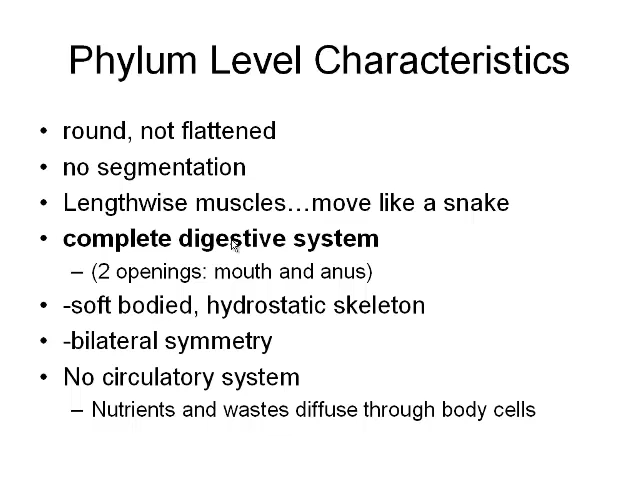 Phylum Level Characteristics
• round, not flattened
• no segmentation
• Lengthwise muscles…move like a snake
• complete digestive system
– (2 openings: mouth and anus)
• -soft bodied, hydrostatic skeleton
• -bilateral symmetry
• No circulatory system
– Nutrients and wastes diffuse through body cells